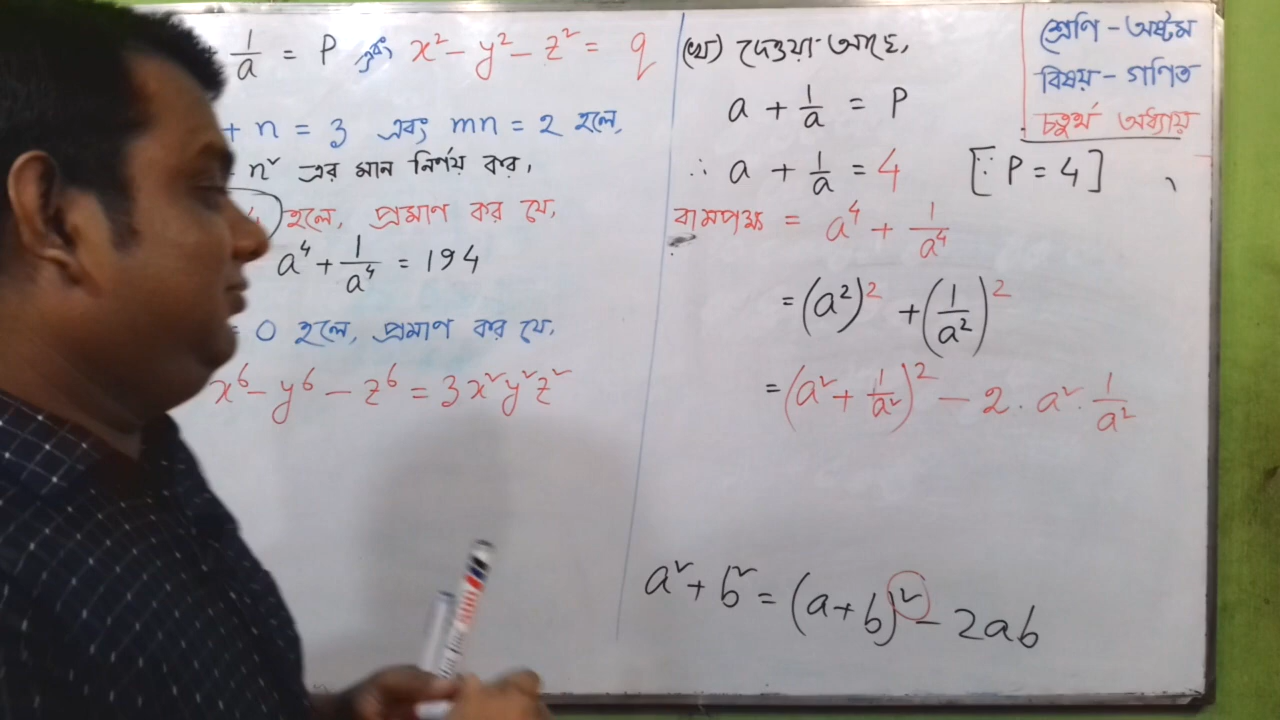 1/a = P এবং x² - y² - z² = q
+ n = 3 এবং mn = 2 হলে,
n² এর মান নির্ণয় কর,
হলে, প্রমাণ কর যে,
a⁴ + 1/a⁴ = 194
= 0 হলে, প্রমাণ কর যে,
x⁶ - y⁶ - z⁶ = 3x²y²z²
(খ) দেওয়া আছে,
a + 1/a = P
∴ a + 1/a = 4 [∵ P = 4]
বামপক্ষ = a⁴ + 1/a⁴
= (a²)² + (1/a²)²
= (a² + 1/a²)² - 2 . a² . 1/a²
a² + b² = (a + b)² - 2ab
শ্রেণি - অষ্টম
বিষয় - গণিত
চতুর্থ অধ্যায়